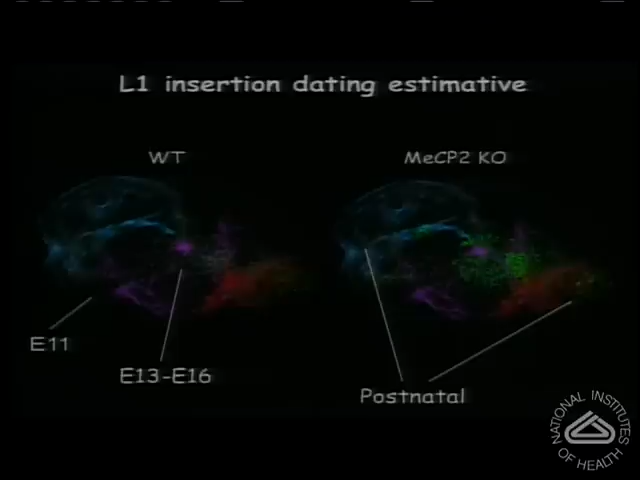 L1 insertion dating estimative
WT
MeCP2 KO
E11
E13-E16
Postnatal
NATIONAL INSTITUTES
OF HEALTH